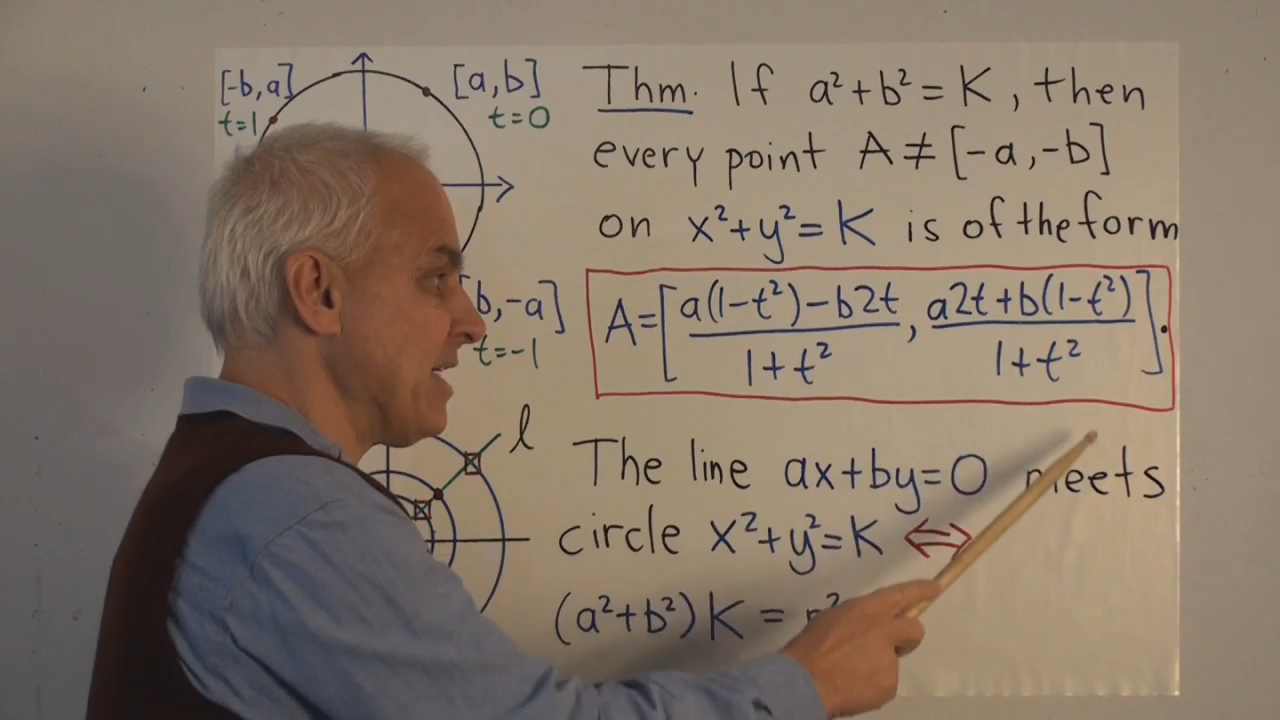 [-b,a]
t=1
[a,b]
t=0
b,-a]
t=-1
l
Thm. If a²+b²=K, then
every point A≠[-a,-b]
on x²+y²=K is of the form
A=[a(1-t²)-b2t/1+t², a2t+b(1-t²)/1+t²].
The line ax+by=0 meets
circle x²+y²=K ⇔
(a²+b²)K =